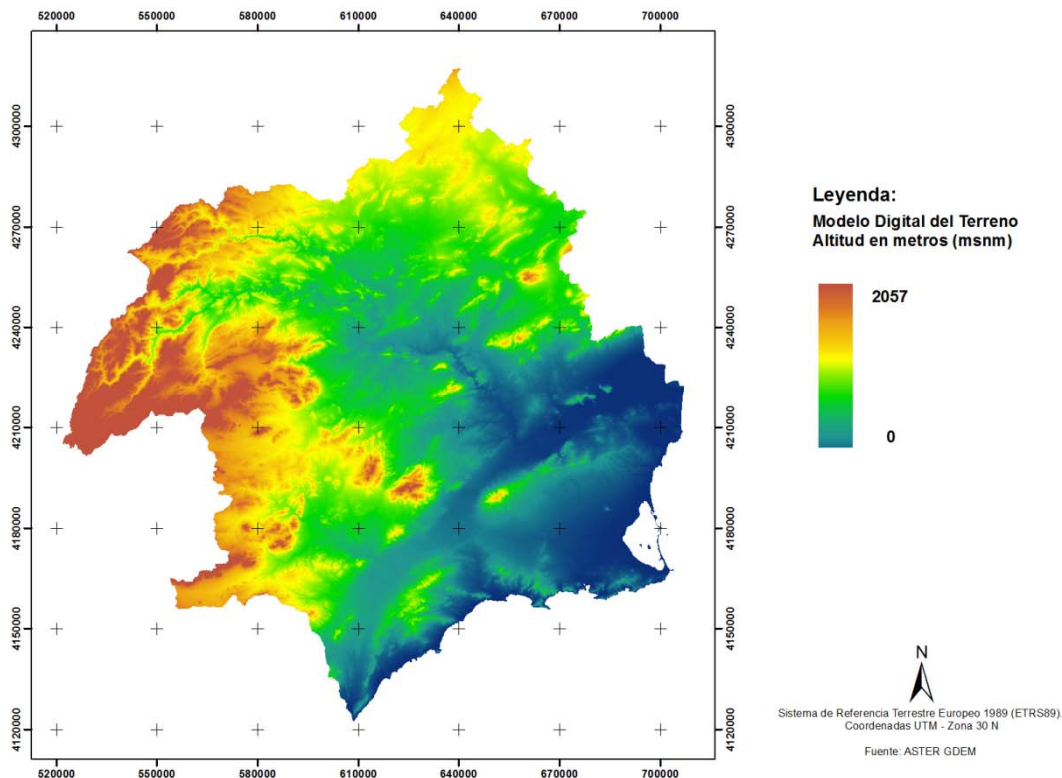 520000 550000 580000 610000 640000 670000 700000
4300000 4300000
4270000 4270000
4240000 4240000
4210000 4210000
4180000 4180000
4150000 4150000
4120000 4120000
520000 550000 580000 610000 640000 670000 700000
Leyenda:
Modelo Digital del Terreno
Altitud en metros (msnm)
2057
0
N
Sistema de Referencia Terrestre Europeo 1989 (ETRS89).
Coordenadas UTM - Zona 30 N
Fuente: ASTER GDEM